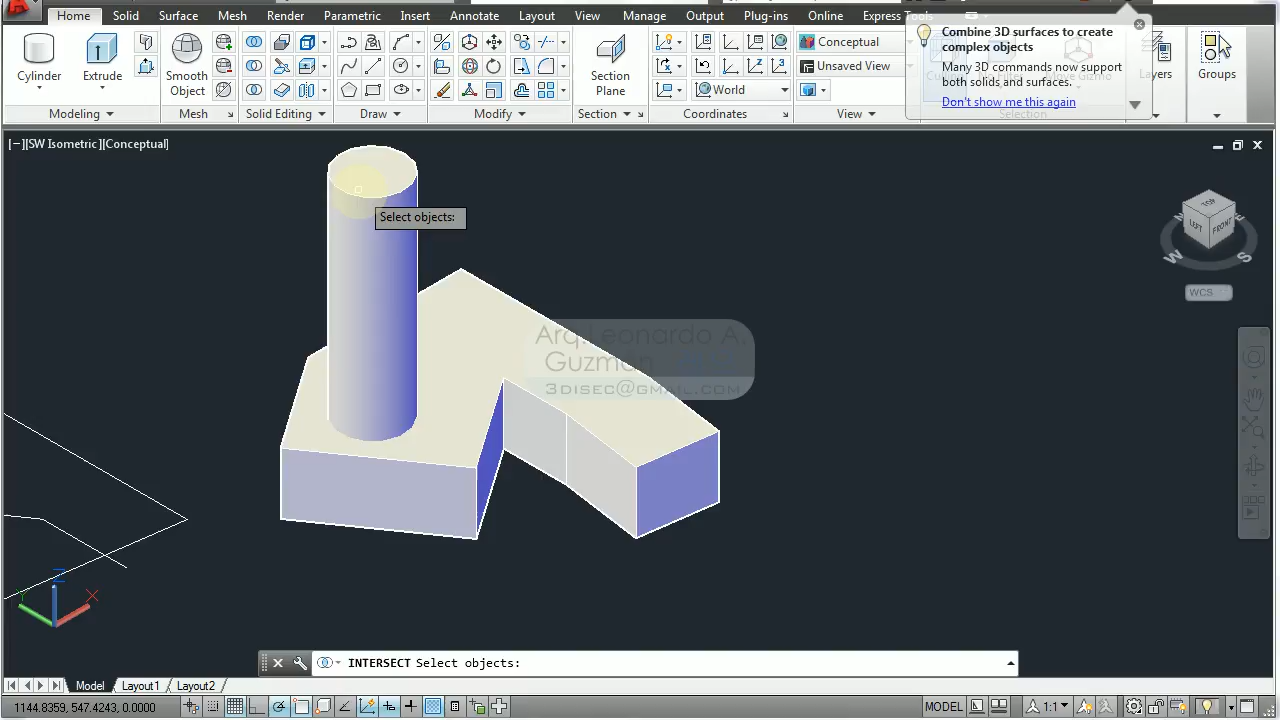 Home Solid Surface Mesh Render Parametric Insert Annotate Layout View Manage Output Plug-ins Online Express Tools
Combine 3D surfaces to create
complex objects
Many 3D commands now support
both solids and surfaces.
Don't show me this again
Cylinder
Extrude
Smooth
Object
Section
Plane
World
Conceptual
Unsaved View
Layers
Groups
Modeling Mesh Solid Editing Draw Modify Section Coordinates View Selection
[−][SW Isometric][Conceptual]
Select objects:
TOP
LEFT
FRONT
N
E
W
S
WCS
Arq.Leonardo A.
Guzman
3DISEC@GMAIL.COM
Z
Y
X
INTERSECT Select objects:
Model Layout1 Layout2
1144.8359, 547.4243, 0.0000
MODEL
1:1